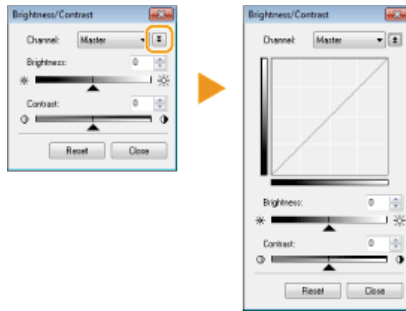 Brightness/Contrast
Channel: Master
Brightness: 0
Contrast: 0
Reset Close
Brightness/Contrast
Channel: Master
Brightness: 0
Contrast: 0
Reset Close